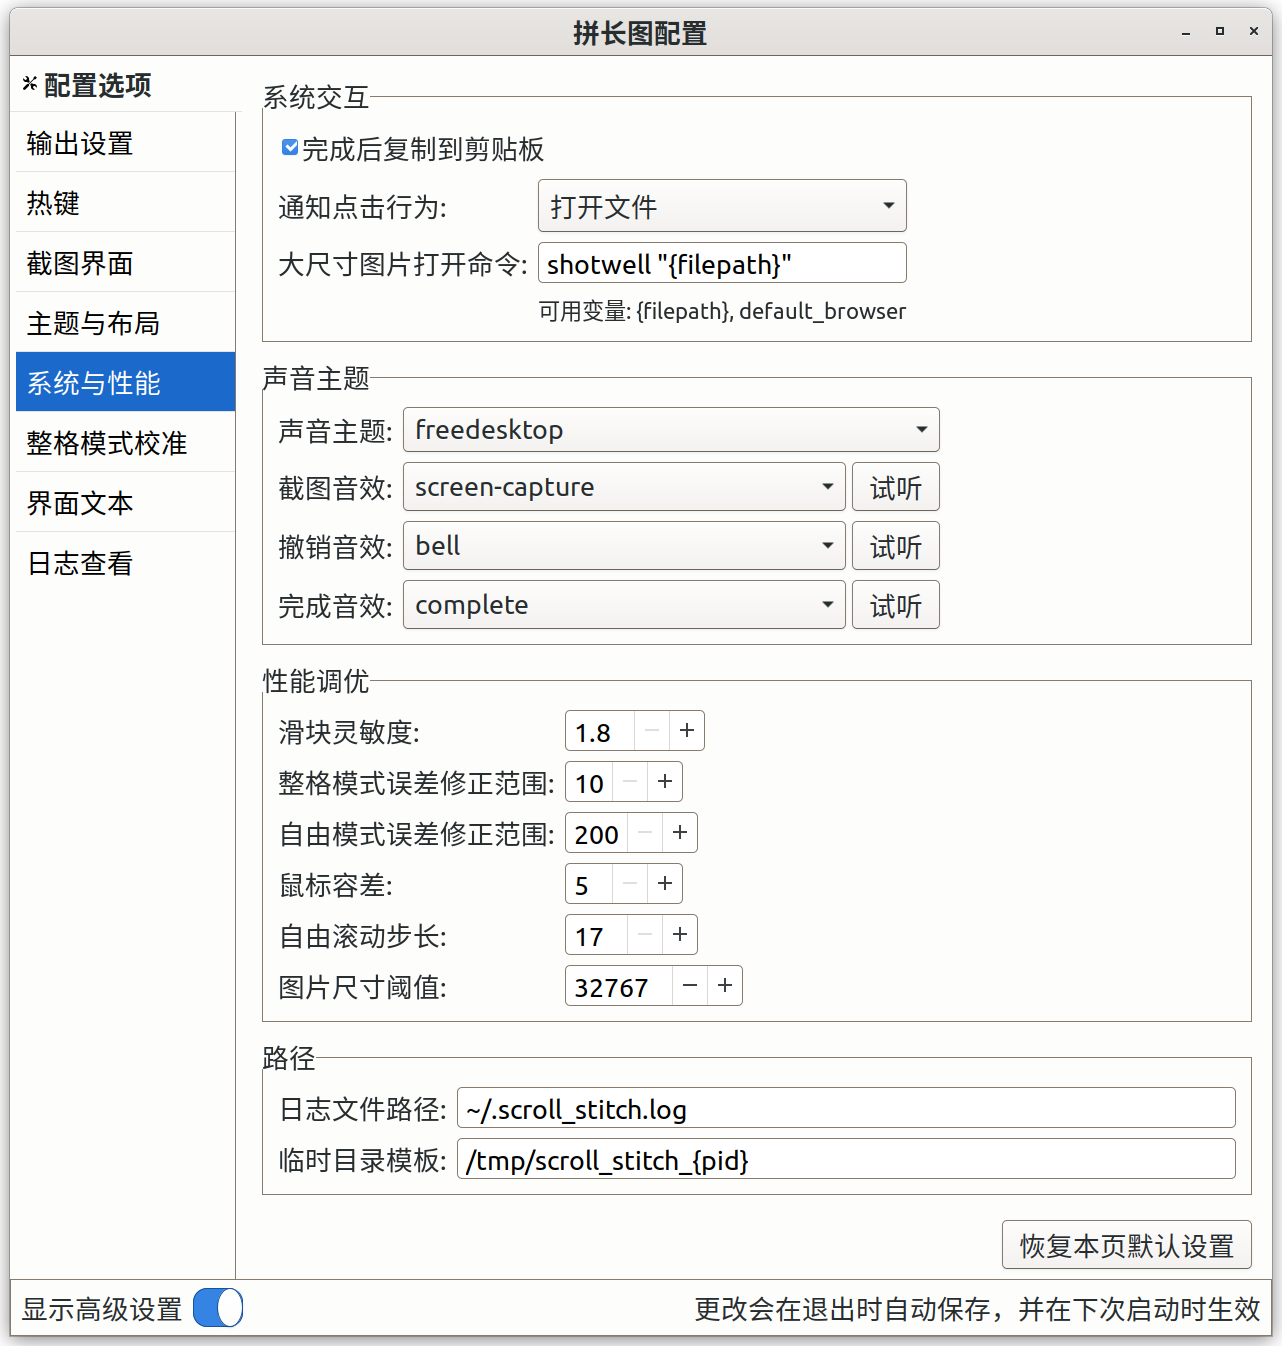 拼长图配置
配置选项
输出设置
热键
截图界面
主题与布局
系统与性能
整格模式校准
界面文本
日志查看
系统交互
完成后复制到剪贴板
通知点击行为: 打开文件
大尺寸图片打开命令: shotwell "{filepath}"
可用变量: {filepath}, default_browser
声音主题
声音主题: freedesktop
截图音效: screen-capture 试听
撤销音效: bell 试听
完成音效: complete 试听
性能调优
滑块灵敏度: 1.8
整格模式误差修正范围: 10
自由模式误差修正范围: 200
鼠标容差: 5
自由滚动步长: 17
图片尺寸阈值: 32767
路径
日志文件路径: ~/.scroll_stitch.log
临时目录模板: /tmp/scroll_stitch_{pid}
恢复本页默认设置
显示高级设置
更改会在退出时自动保存，并在下次启动时生效